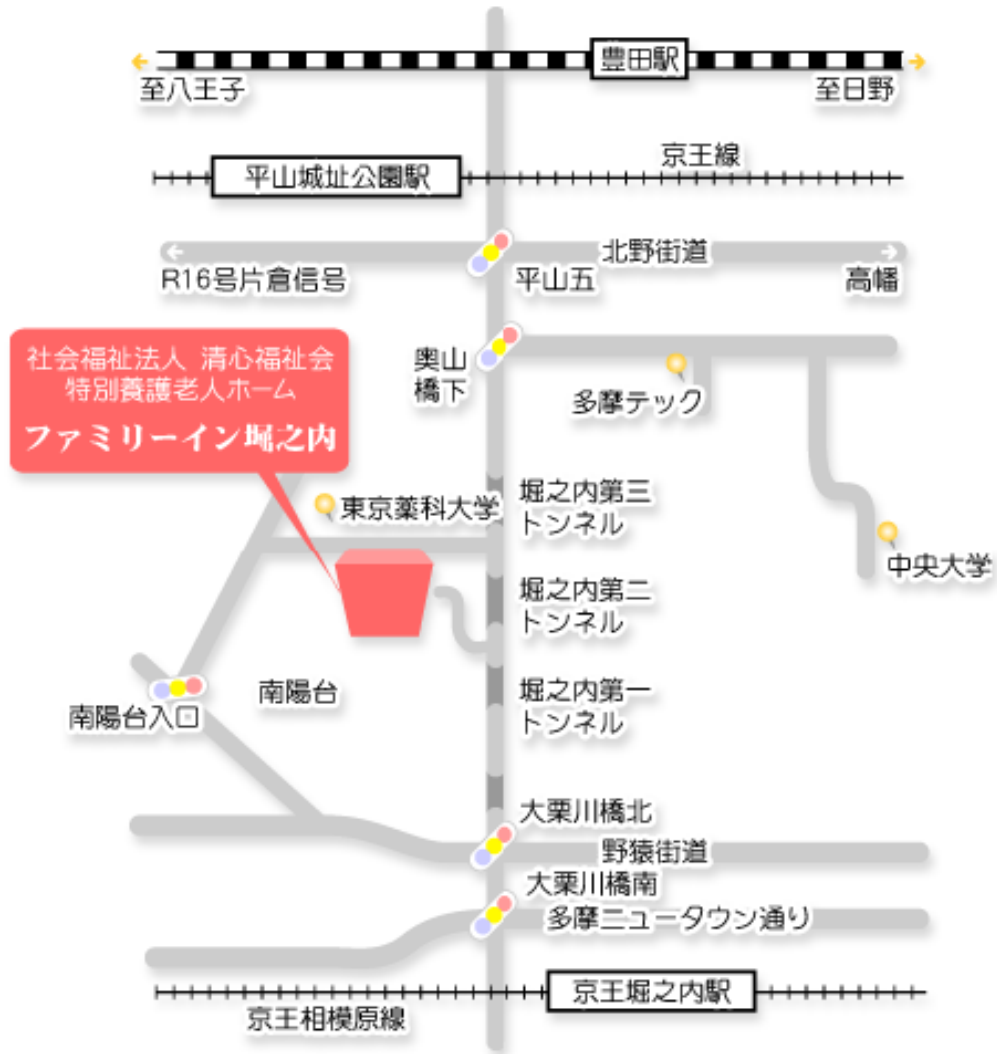 豊田駅
至八王子
至日野
京王線
平山城址公園駅
北野街道
R16号片倉信号
平山五
高幡
社会福祉法人 清心福祉会
特別養護老人ホーム
ファミリーイン堀之内
奥山
橋下
多摩テック
東京薬科大学
堀之内第三
トンネル
中央大学
堀之内第二
トンネル
南陽台
堀之内第一
トンネル
南陽台入口
大栗川橋北
野猿街道
大栗川橋南
多摩ニュータウン通り
京王堀之内駅
京王相模原線